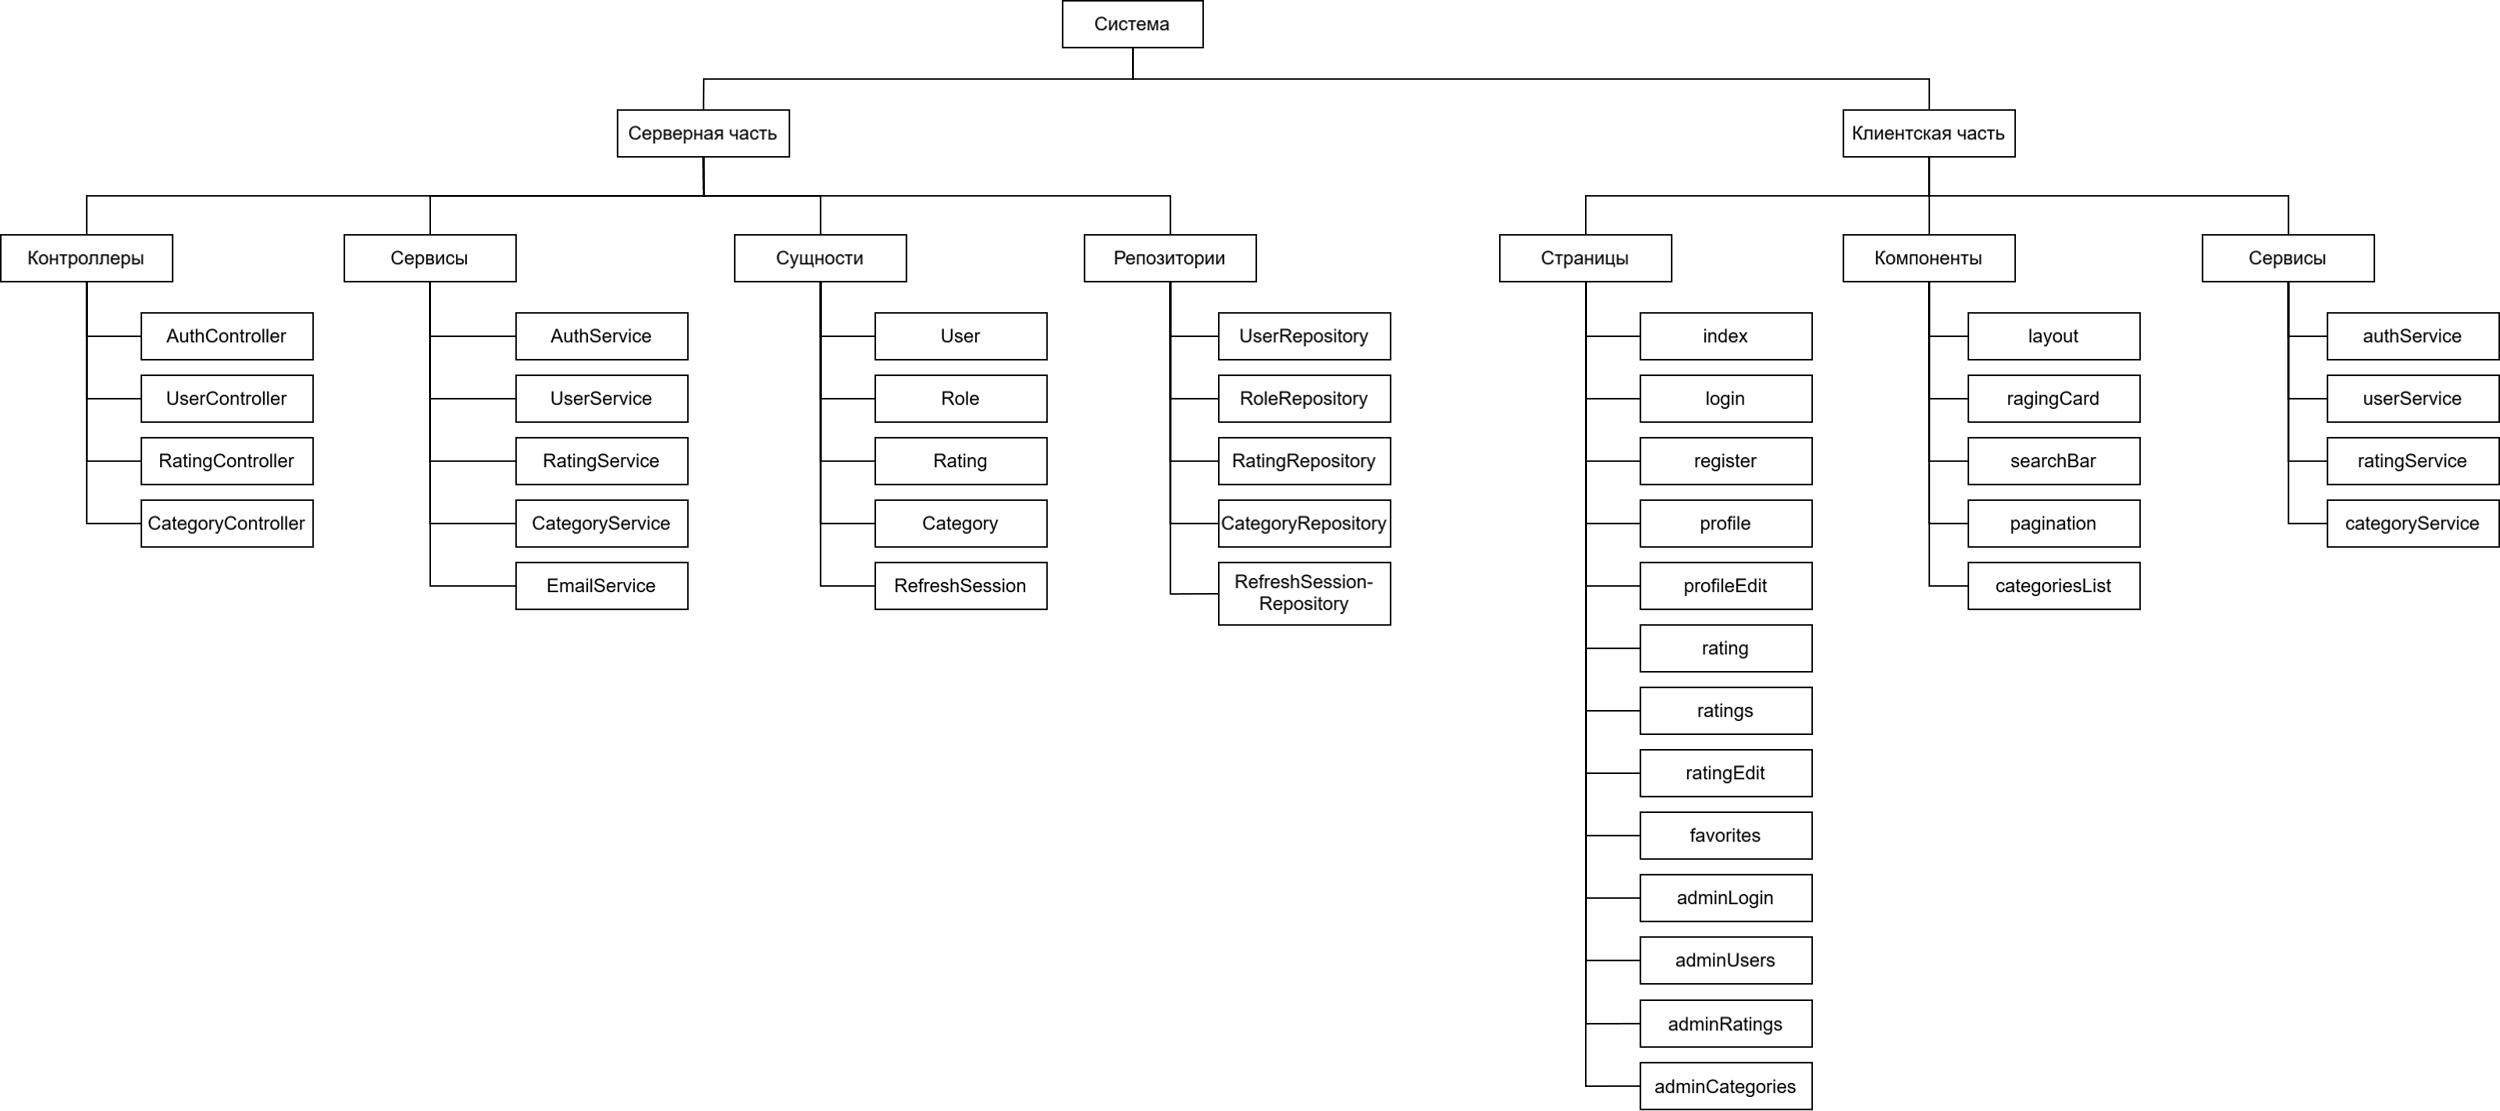 Система
Серверная часть
Клиентская часть
Контроллеры
Сервисы
Сущности
Репозитории
Страницы
Компоненты
Сервисы
AuthController
UserController
RatingController
CategoryController
AuthService
UserService
RatingService
CategoryService
EmailService
User
Role
Rating
Category
RefreshSession
UserRepository
RoleRepository
RatingRepository
CategoryRepository
RefreshSession-
Repository
index
login
register
profile
profileEdit
rating
ratings
ratingEdit
favorites
adminLogin
adminUsers
adminRatings
adminCategories
layout
ragingCard
searchBar
pagination
categoriesList
authService
userService
ratingService
categoryService